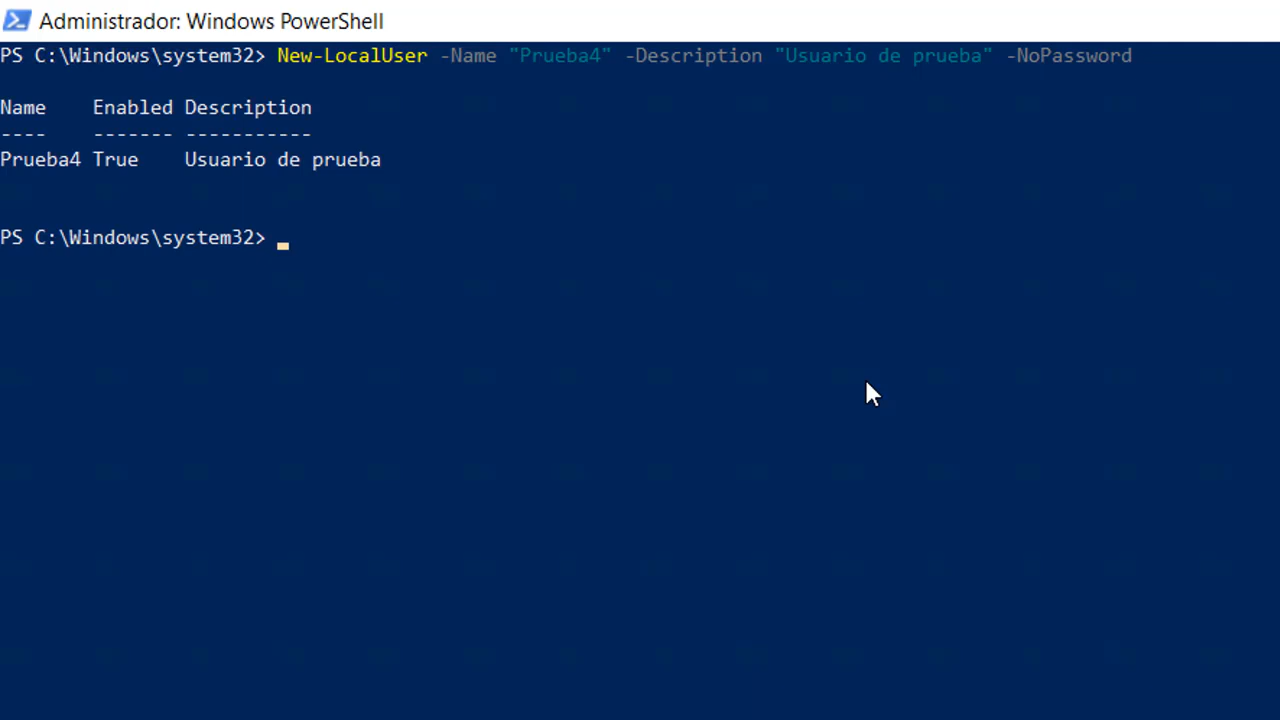 Administrador: Windows PowerShell
PS C:\Windows\system32> New-LocalUser -Name "Prueba4" -Description "Usuario de prueba" -NoPassword
Name    Enabled Description
----    ------- -----------
Prueba4 True    Usuario de prueba
PS C:\Windows\system32> _